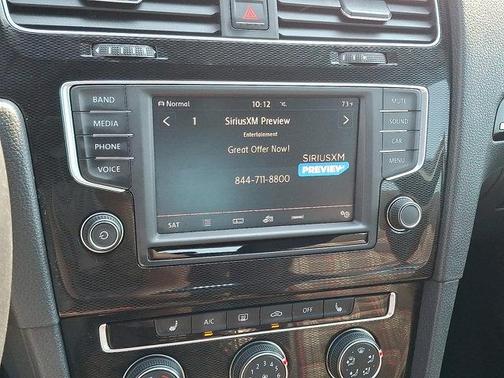 BAND
MEDIA
PHONE
VOICE
Normal 10:12 73°F
1 SiriusXM Preview
Entertainment
Great Offer Now!
SIRIUSXM
PREVIEW
844-711-8800
SAT
MUTE
SOUND
CAR
MENU
A/C